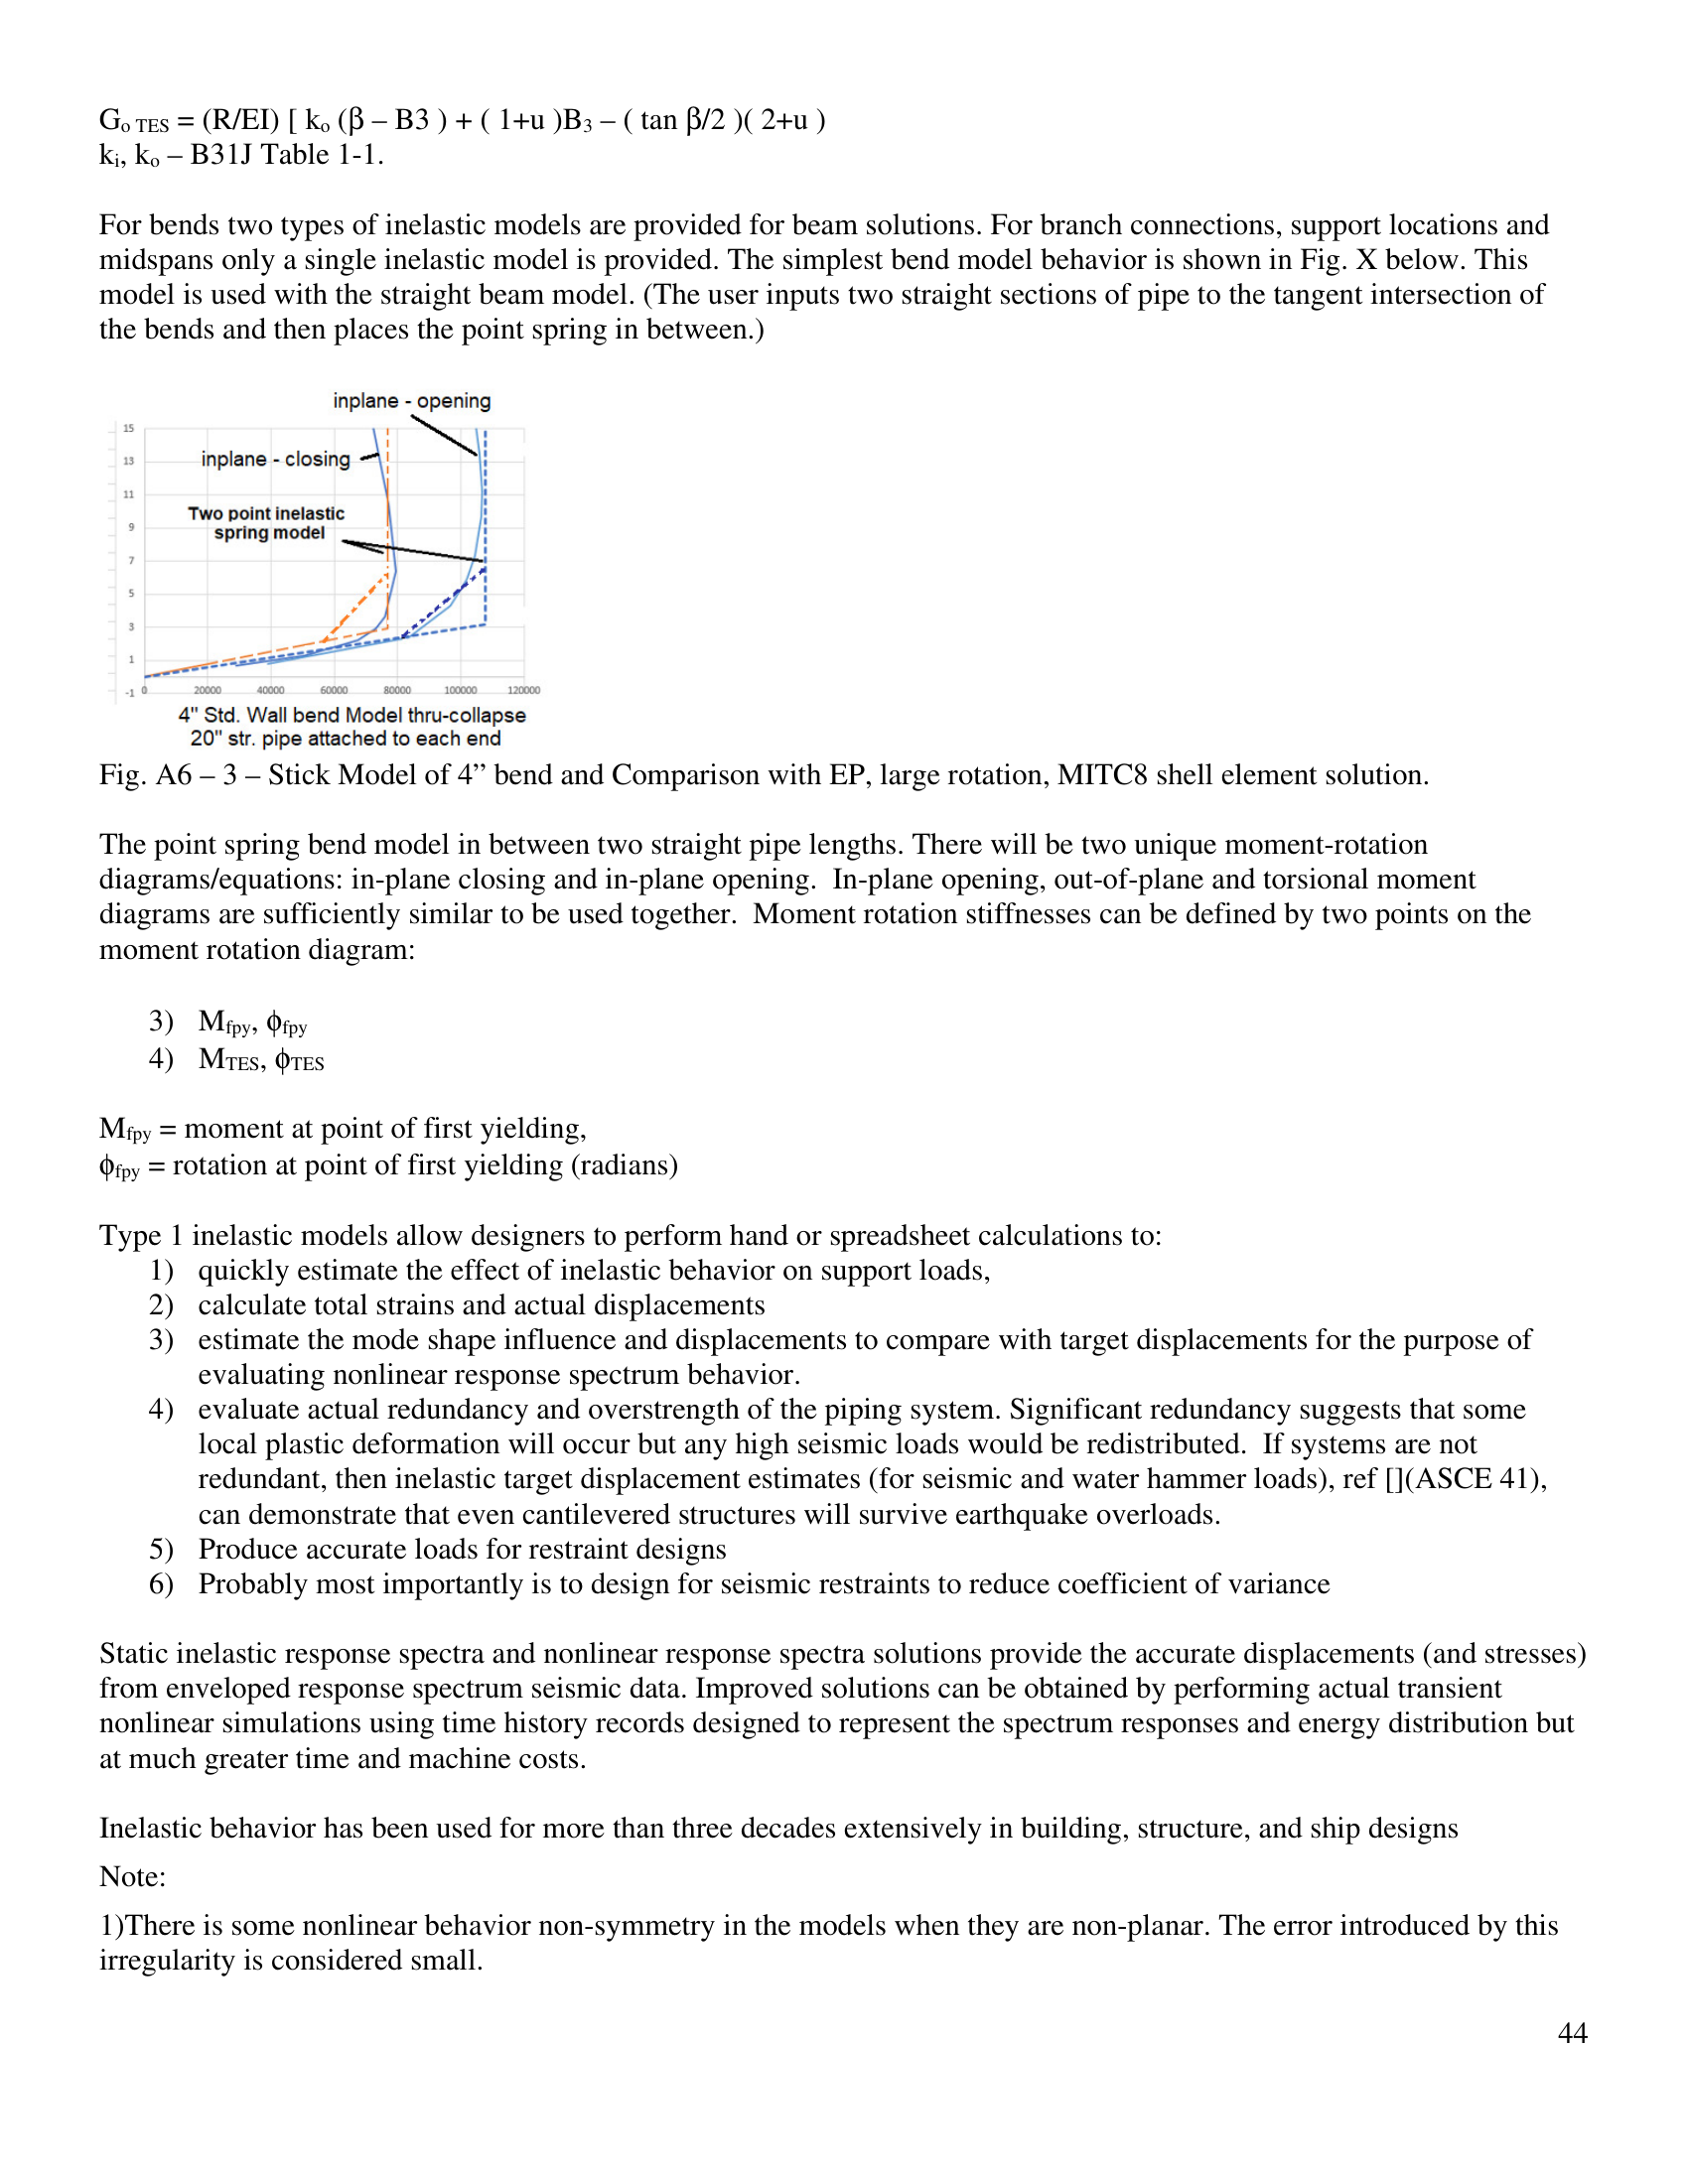 Go TES = (R/EI) [ ko (β – B3 ) + ( 1+u )B3 – ( tan β/2 )( 2+u )
ki, ko – B31J Table 1-1.
For bends two types of inelastic models are provided for beam solutions. For branch connections, support locations and
midspans only a single inelastic model is provided. The simplest bend model behavior is shown in Fig. X below. This
model is used with the straight beam model. (The user inputs two straight sections of pipe to the tangent intersection of
the bends and then places the point spring in between.)
inplane - opening
15
13
inplane - closing
11
Two point inelastic
9
spring model
7
5
3
1
-1
0 20000 40000 60000 80000 100000 120000
4" Std. Wall bend Model thru-collapse
20" str. pipe attached to each end
Fig. A6 – 3 – Stick Model of 4” bend and Comparison with EP, large rotation, MITC8 shell element solution.
The point spring bend model in between two straight pipe lengths. There will be two unique moment-rotation
diagrams/equations: in-plane closing and in-plane opening.  In-plane opening, out-of-plane and torsional moment
diagrams are sufficiently similar to be used together.  Moment rotation stiffnesses can be defined by two points on the
moment rotation diagram:
3) Mfpy, ϕfpy
4) MTES, ϕTES
Mfpy = moment at point of first yielding,
ϕfpy = rotation at point of first yielding (radians)
Type 1 inelastic models allow designers to perform hand or spreadsheet calculations to:
1) quickly estimate the effect of inelastic behavior on support loads,
2) calculate total strains and actual displacements
3) estimate the mode shape influence and displacements to compare with target displacements for the purpose of
evaluating nonlinear response spectrum behavior.
4) evaluate actual redundancy and overstrength of the piping system. Significant redundancy suggests that some
local plastic deformation will occur but any high seismic loads would be redistributed.  If systems are not
redundant, then inelastic target displacement estimates (for seismic and water hammer loads), ref [](ASCE 41),
can demonstrate that even cantilevered structures will survive earthquake overloads.
5) Produce accurate loads for restraint designs
6) Probably most importantly is to design for seismic restraints to reduce coefficient of variance
Static inelastic response spectra and nonlinear response spectra solutions provide the accurate displacements (and stresses)
from enveloped response spectrum seismic data. Improved solutions can be obtained by performing actual transient
nonlinear simulations using time history records designed to represent the spectrum responses and energy distribution but
at much greater time and machine costs.
Inelastic behavior has been used for more than three decades extensively in building, structure, and ship designs
Note:
1)There is some nonlinear behavior non-symmetry in the models when they are non-planar. The error introduced by this
irregularity is considered small.
44